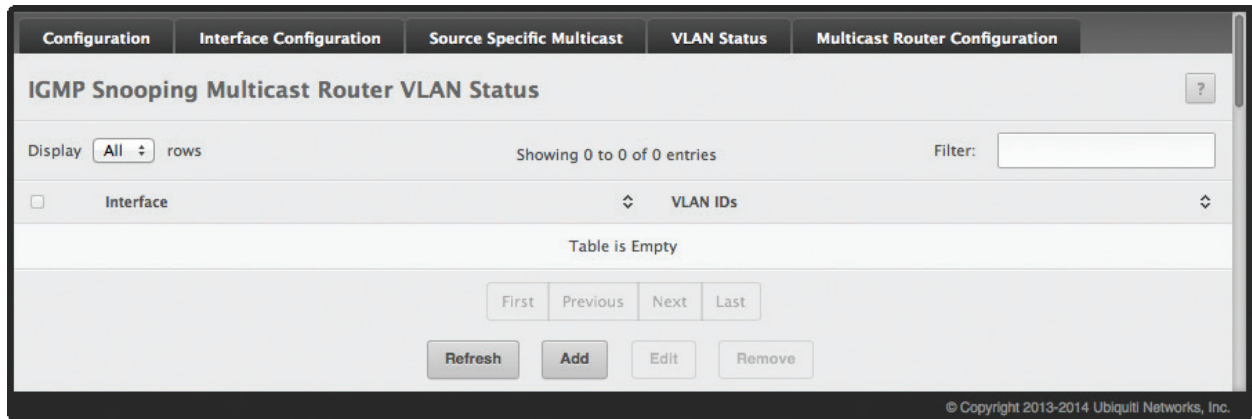 Configuration Interface Configuration Source Specific Multicast VLAN Status Multicast Router Configuration
IGMP Snooping Multicast Router VLAN Status ?
Display All rows Showing 0 to 0 of 0 entries Filter:
Interface VLAN IDs
Table is Empty
First Previous Next Last
Refresh Add Edit Remove
© Copyright 2013-2014 Ubiquiti Networks, Inc.